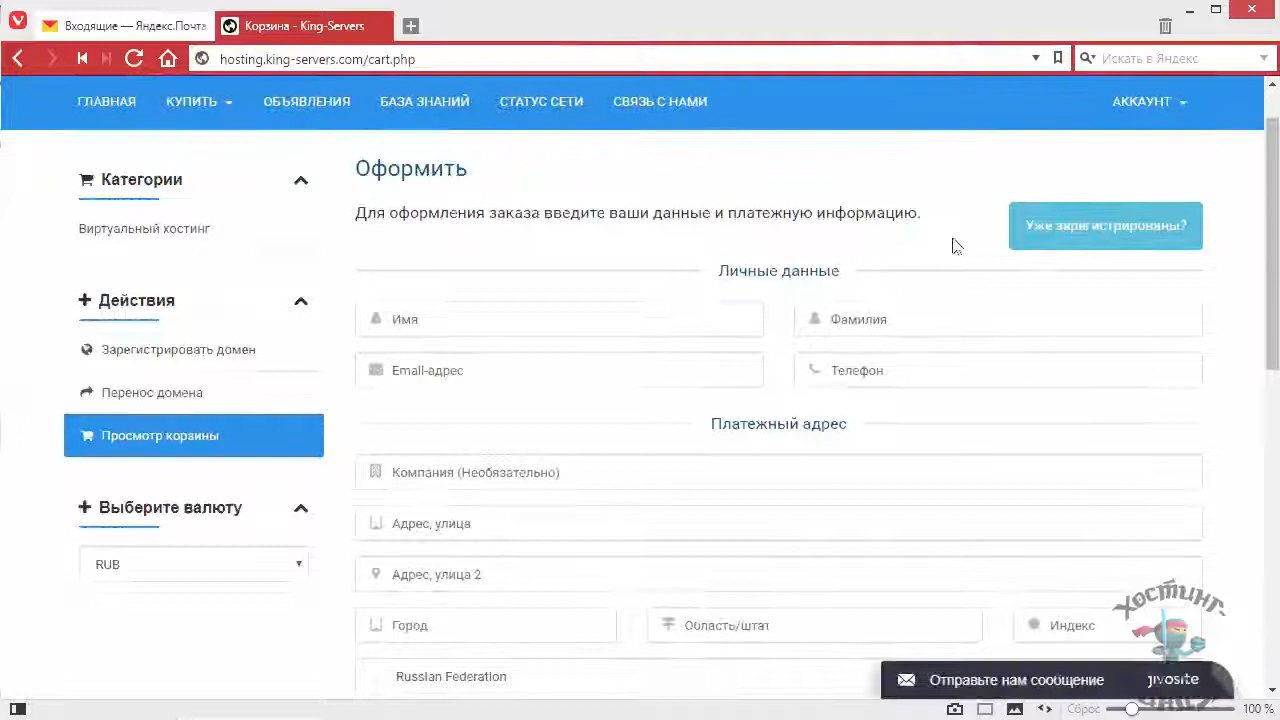 Входящие — Яндекс.Почта
Корзина - King-Servers
hosting.king-servers.com/cart.php
Искать в Яндекс
ГЛАВНАЯ КУПИТЬ ОБЪЯВЛЕНИЯ БАЗА ЗНАНИЙ СТАТУС СЕТИ СВЯЗЬ С НАМИ АККАУНТ
Категории
Виртуальный хостинг
Действия
Зарегистрировать домен
Перенос домена
Просмотр корзины
Выберите валюту
RUB
Оформить
Для оформления заказа введите ваши данные и платежную информацию.
Уже зарегистрированы?
Личные данные
Имя
Фамилия
Email-адрес
Телефон
Платежный адрес
Компания (Необязательно)
Адрес, улица
Адрес, улица 2
Город
Область/штат
Индекс
Russian Federation
Хостинг-
Отправьте нам сообщение
jivosite
Сброс
100 %